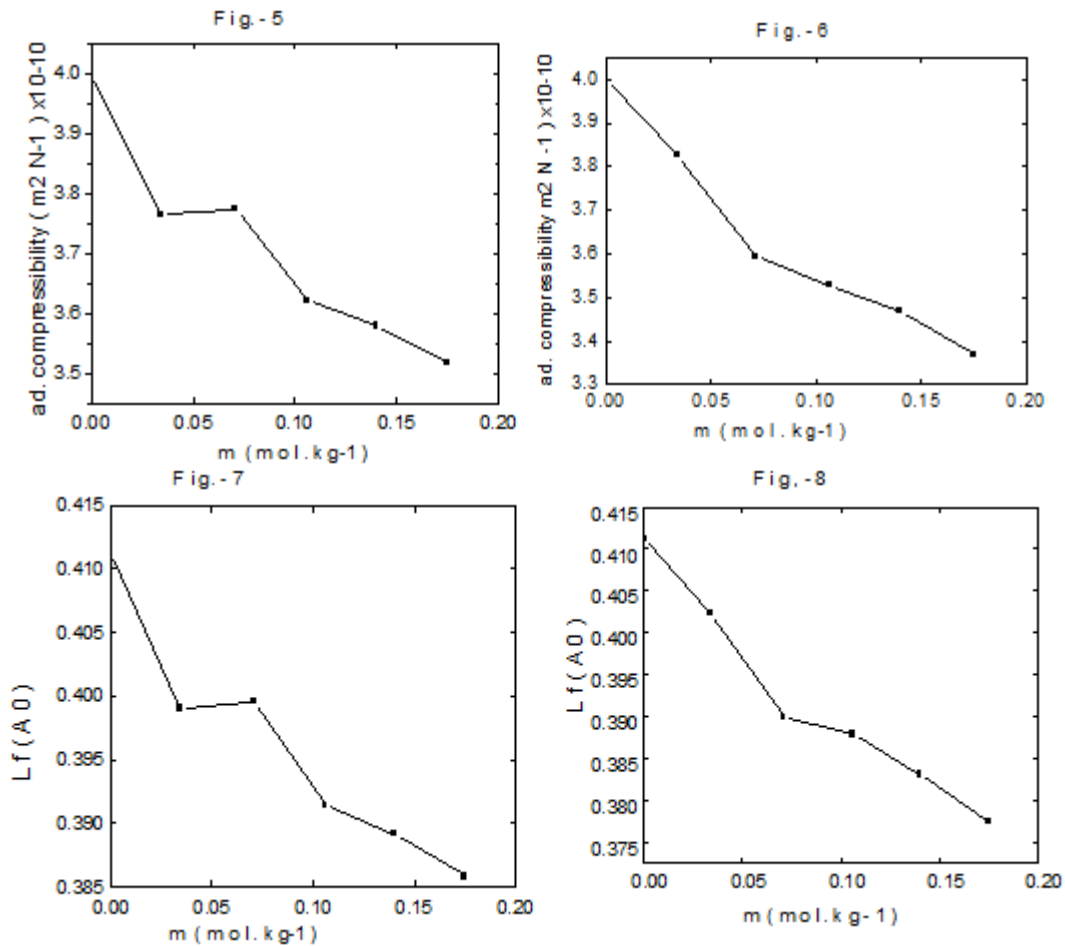 Fig.-5
ad. compressibility (m2 N-1) x10-10
4.0
3.9
3.8
3.7
3.6
3.5
0.00 0.05 0.10 0.15 0.20
m (mol.kg-1)
Fig.-6
ad. compressibility m2 N -1) x10-10
4.0
3.9
3.8
3.7
3.6
3.5
3.4
3.3
0.00 0.05 0.10 0.15 0.20
m (mol.kg-1)
Fig.-7
Lf (A0)
0.415
0.410
0.405
0.400
0.395
0.390
0.385
0.00 0.05 0.10 0.15 0.20
m (mol.kg-1)
Fig, -8
Lf (A0)
0.415
0.410
0.405
0.400
0.395
0.390
0.385
0.380
0.375
0.00 0.05 0.10 0.15 0.20
m (mol.kg-1)